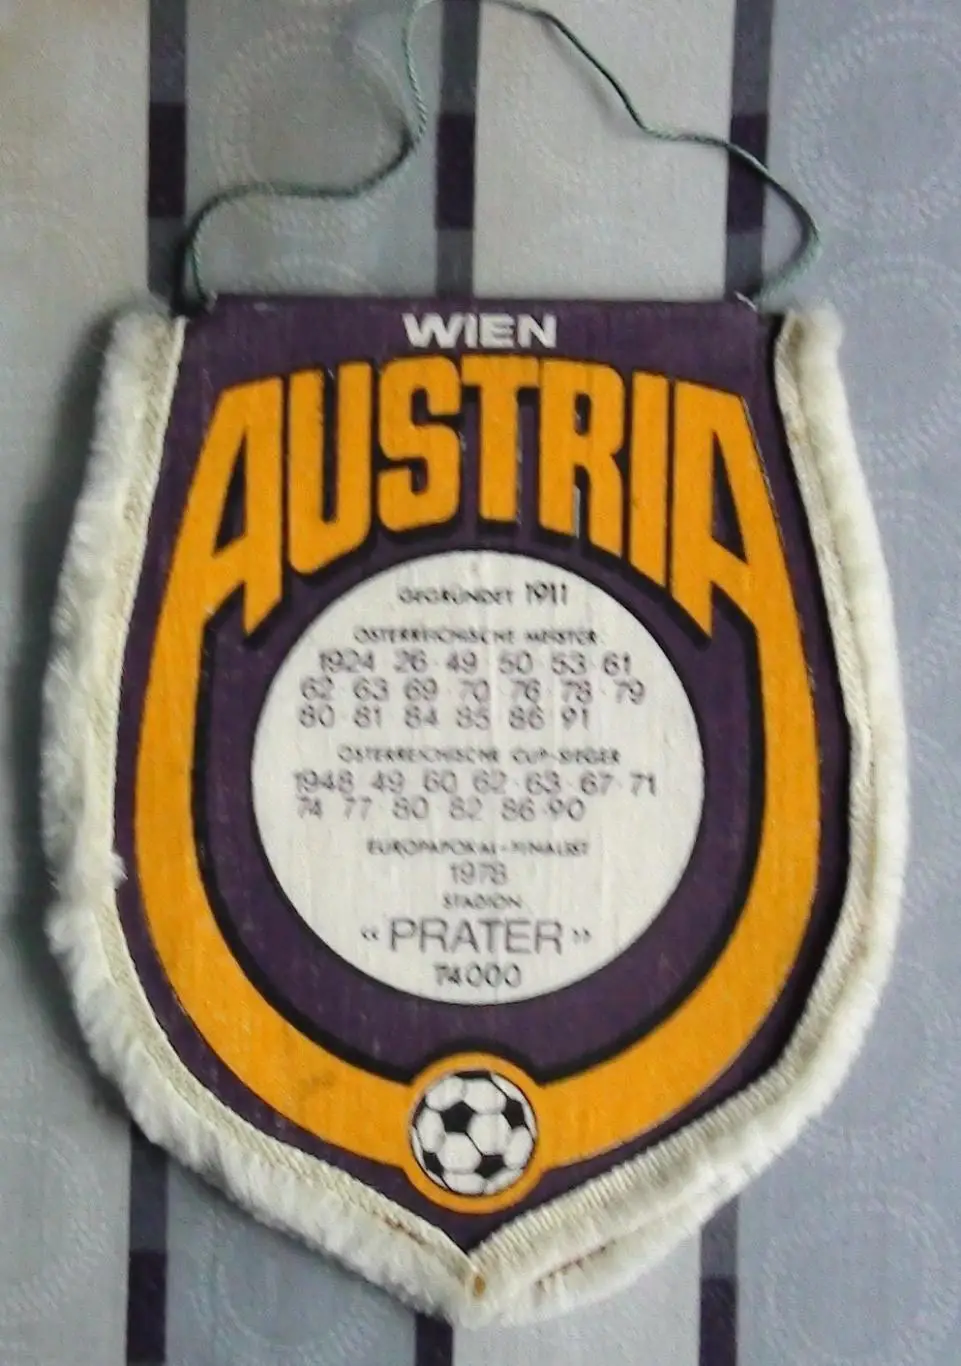 WIEN
AUSTRIA
GEGRÜNDET 1911
ÖSTERREICHISCHE MEISTER:
1924 · 26 · 49 · 50 · 53 · 61
62 · 63 · 69 · 70 · 76 · 78 · 79
80 · 81 · 84 · 85 · 86 · 91
ÖSTERREICHISCHE CUP-SIEGER
1948 · 49 · 60 · 62 · 63 · 67 · 71
74 · 77 · 80 · 82 · 86 · 90
EUROPAPOKAL-FINALIST
1978
STADION
«PRATER»
74000